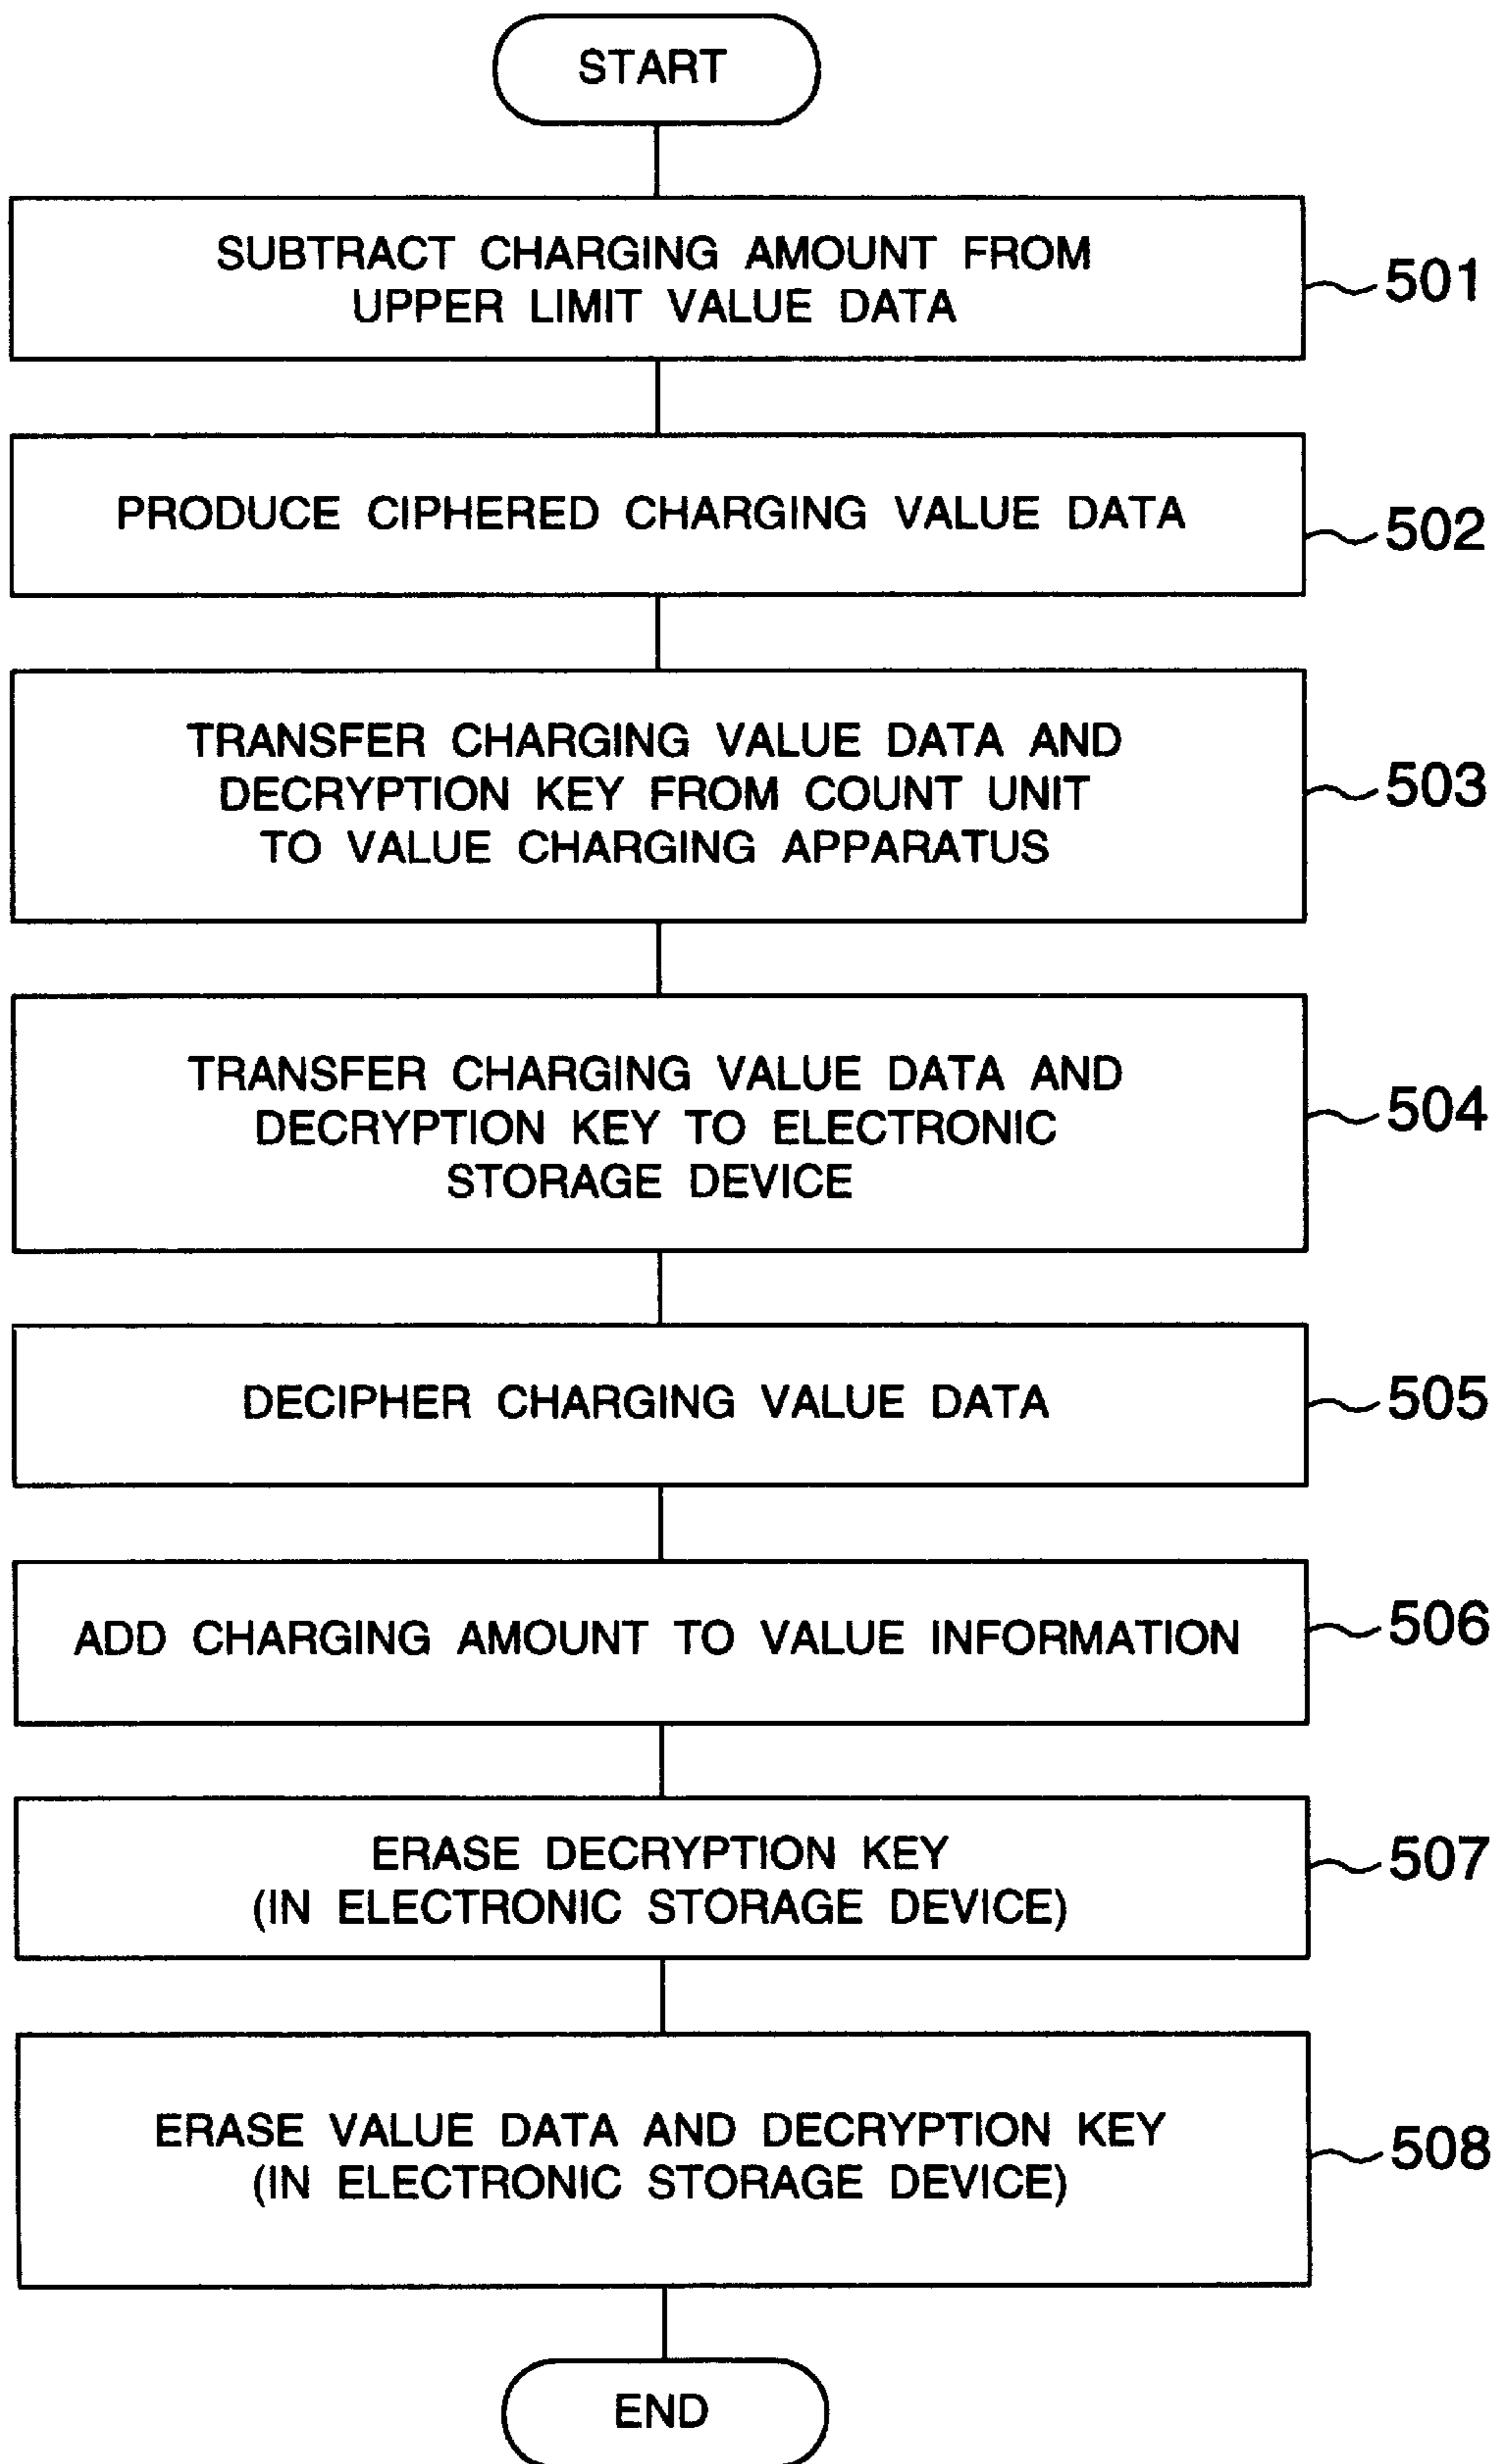 START
SUBTRACT CHARGING AMOUNT FROM
UPPER LIMIT VALUE DATA
501
PRODUCE CIPHERED CHARGING VALUE DATA
502
TRANSFER CHARGING VALUE DATA AND
DECRYPTION KEY FROM COUNT UNIT
TO VALUE CHARGING APPARATUS
503
TRANSFER CHARGING VALUE DATA AND
DECRYPTION KEY TO ELECTRONIC
STORAGE DEVICE
504
DECIPHER CHARGING VALUE DATA
505
ADD CHARGING AMOUNT TO VALUE INFORMATION
506
ERASE DECRYPTION KEY
(IN ELECTRONIC STORAGE DEVICE)
507
ERASE VALUE DATA AND DECRYPTION KEY
(IN ELECTRONIC STORAGE DEVICE)
508
END